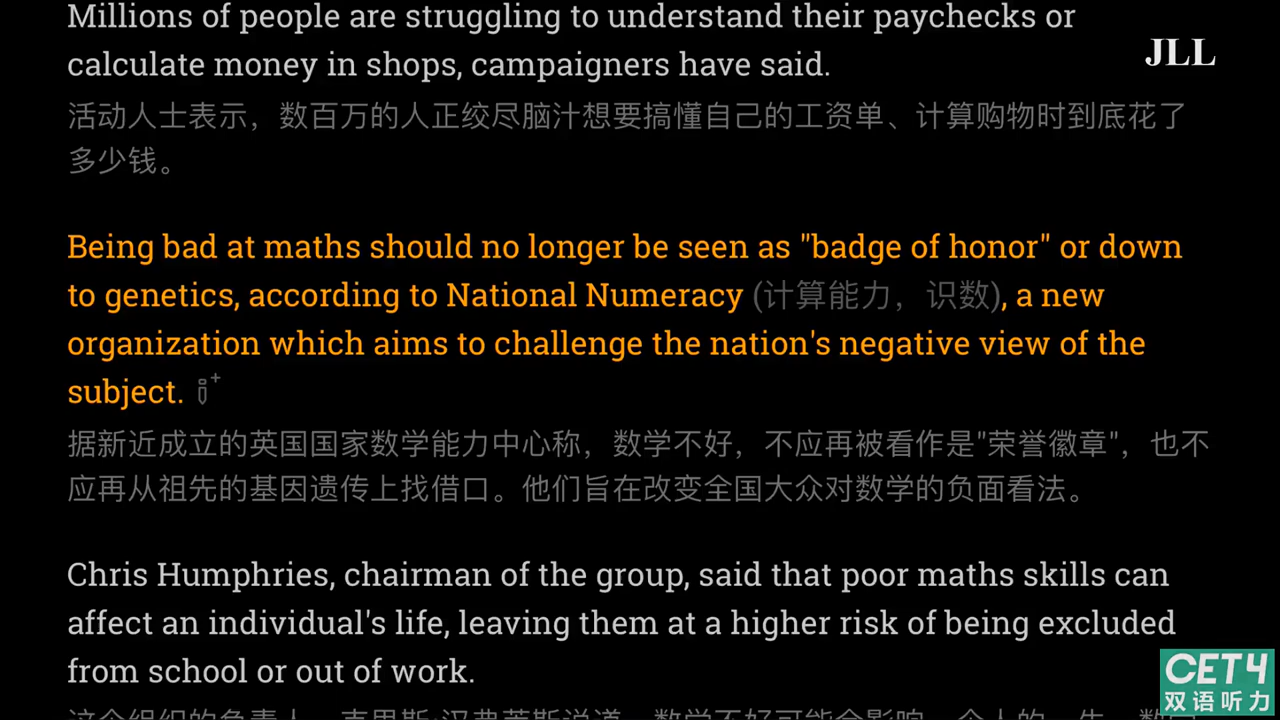 Millions of people are struggling to understand their paychecks or
calculate money in shops, campaigners have said.
JLL
活动人士表示，数百万的人正绞尽脑汁想要搞懂自己的工资单、计算购物时到底花了
多少钱。
Being bad at maths should no longer be seen as "badge of honor" or down
to genetics, according to National Numeracy (计算能力，识数), a new
organization which aims to challenge the nation's negative view of the
subject.
据新近成立的英国国家数学能力中心称，数学不好，不应再被看作是"荣誉徽章"，也不
应再从祖先的基因遗传上找借口。他们旨在改变全国大众对数学的负面看法。
Chris Humphries, chairman of the group, said that poor maths skills can
affect an individual's life, leaving them at a higher risk of being excluded
from school or out of work.
CET4
双语听力